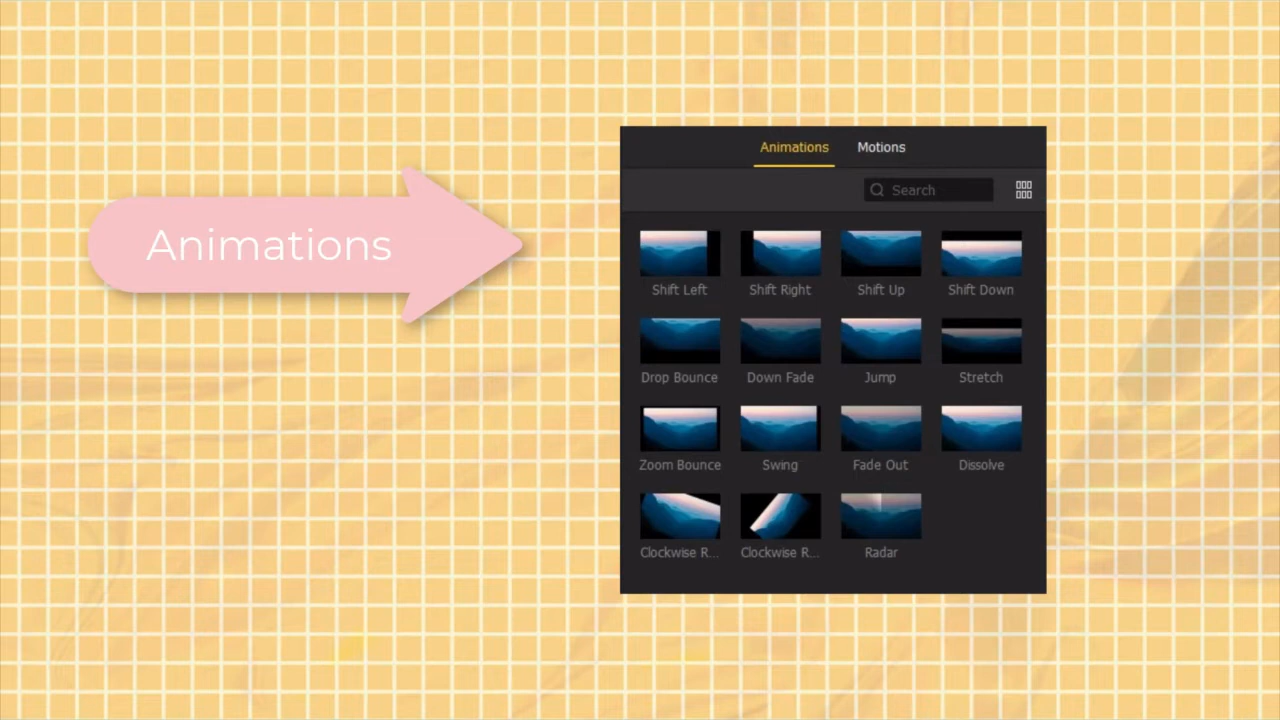 Animations
Animations Motions
Search
Shift Left Shift Right Shift Up Shift Down
Drop Bounce Down Fade Jump Stretch
Zoom Bounce Swing Fade Out Dissolve
Clockwise R... Clockwise R... Radar